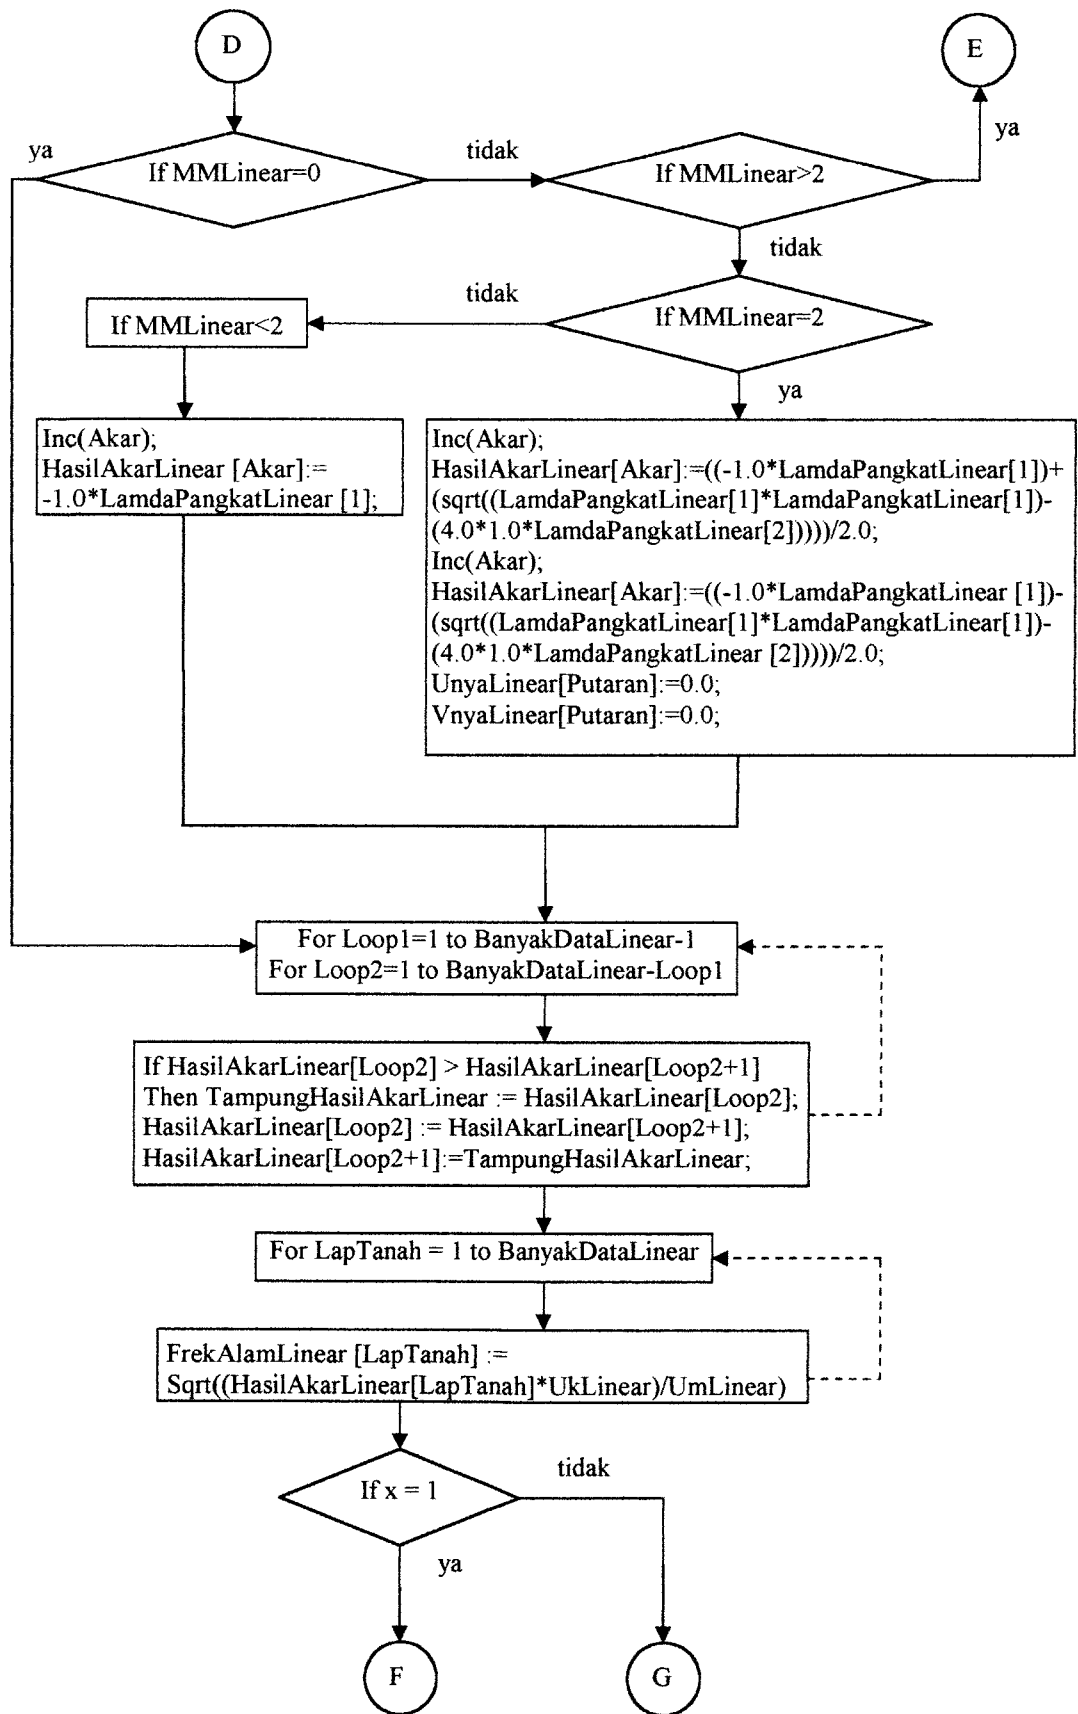 D
E
ya
If MMLinear=0
tidak
If MMLinear>2
ya
tidak
tidak
If MMLinear<2
If MMLinear=2
ya
Inc(Akar);
HasilAkarLinear [Akar]:=
-1.0*LamdaPangkatLinear [1];
Inc(Akar);
HasilAkarLinear[Akar]:=((-1.0*LamdaPangkatLinear[1])+
(sqrt((LamdaPangkatLinear[1]*LamdaPangkatLinear[1])-
(4.0*1.0*LamdaPangkatLinear[2]))))/2.0;
Inc(Akar);
HasilAkarLinear[Akar]:=((-1.0*LamdaPangkatLinear [1])-
(sqrt((LamdaPangkatLinear[1]*LamdaPangkatLinear[1])-
(4.0*1.0*LamdaPangkatLinear [2]))))/2.0;
UnyaLinear[Putaran]:=0.0;
VnyaLinear[Putaran]:=0.0;
For Loop1=1 to BanyakDataLinear-1
For Loop2=1 to BanyakDataLinear-Loop1
If HasilAkarLinear[Loop2] > HasilAkarLinear[Loop2+1]
Then TampungHasilAkarLinear := HasilAkarLinear[Loop2];
HasilAkarLinear[Loop2] := HasilAkarLinear[Loop2+1];
HasilAkarLinear[Loop2+1]:=TampungHasilAkarLinear;
For LapTanah = 1 to BanyakDataLinear
FrekAlamLinear [LapTanah] :=
Sqrt((HasilAkarLinear[LapTanah]*UkLinear)/UmLinear)
If x = 1
tidak
ya
F
G